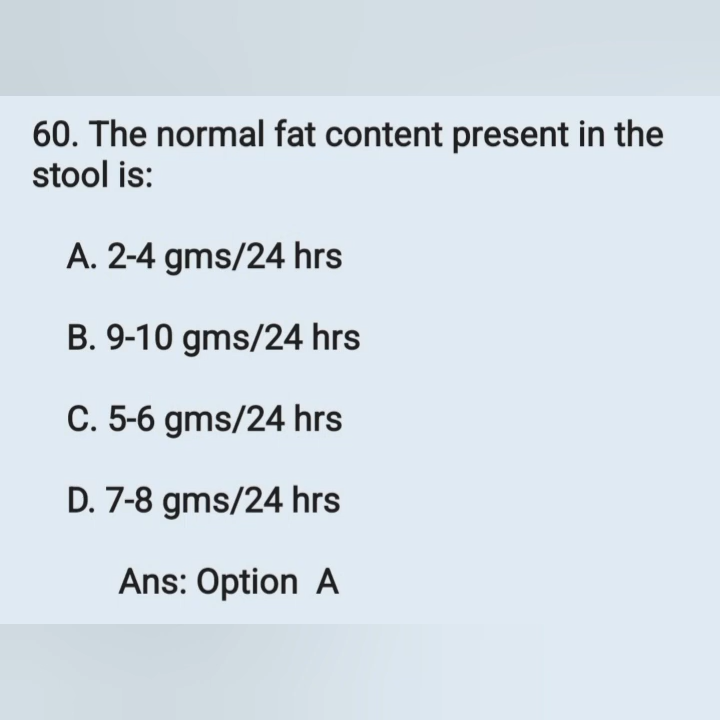 60. The normal fat content present in the
stool is:
A. 2-4 gms/24 hrs
B. 9-10 gms/24 hrs
C. 5-6 gms/24 hrs
D. 7-8 gms/24 hrs
Ans: Option A